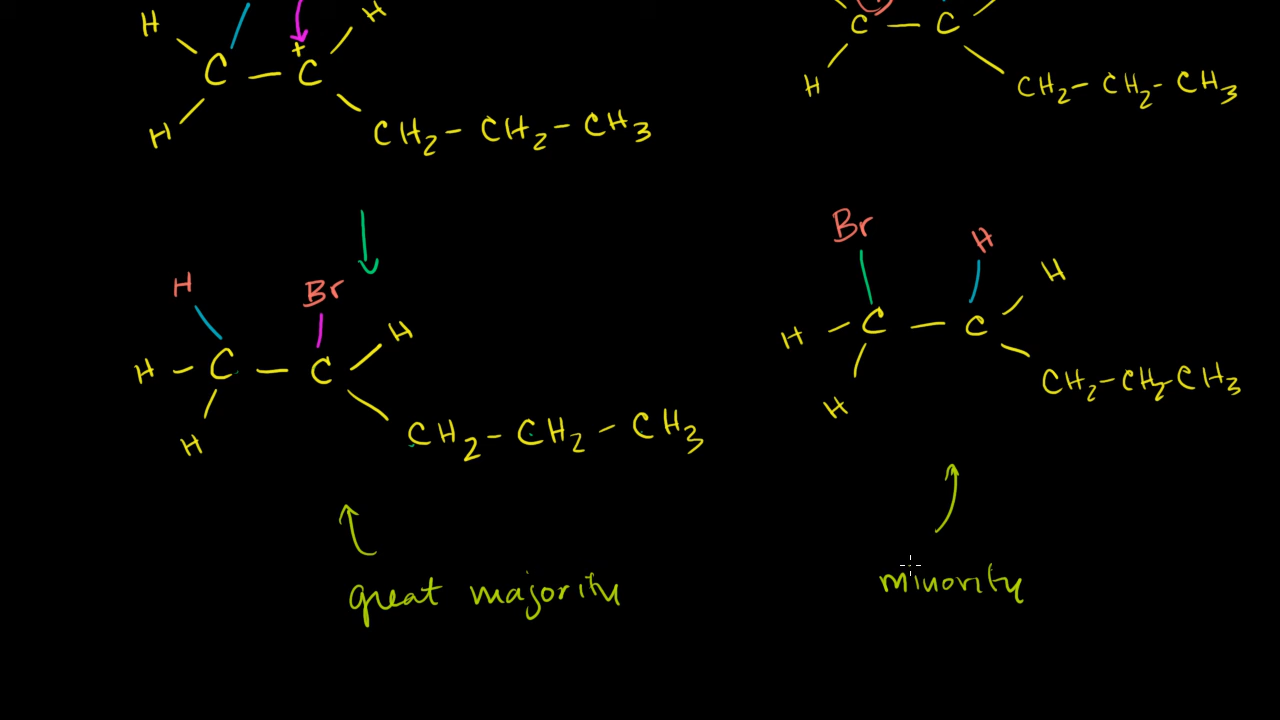 H H C — C
H + C — C
H H CH2 – CH2 – CH3
H CH2 – CH2 – CH3
Br H
H Br H
H H – C — C H – C — C
H CH2 – CH2 – CH3 H CH2 – CH2 CH3
great majority minority